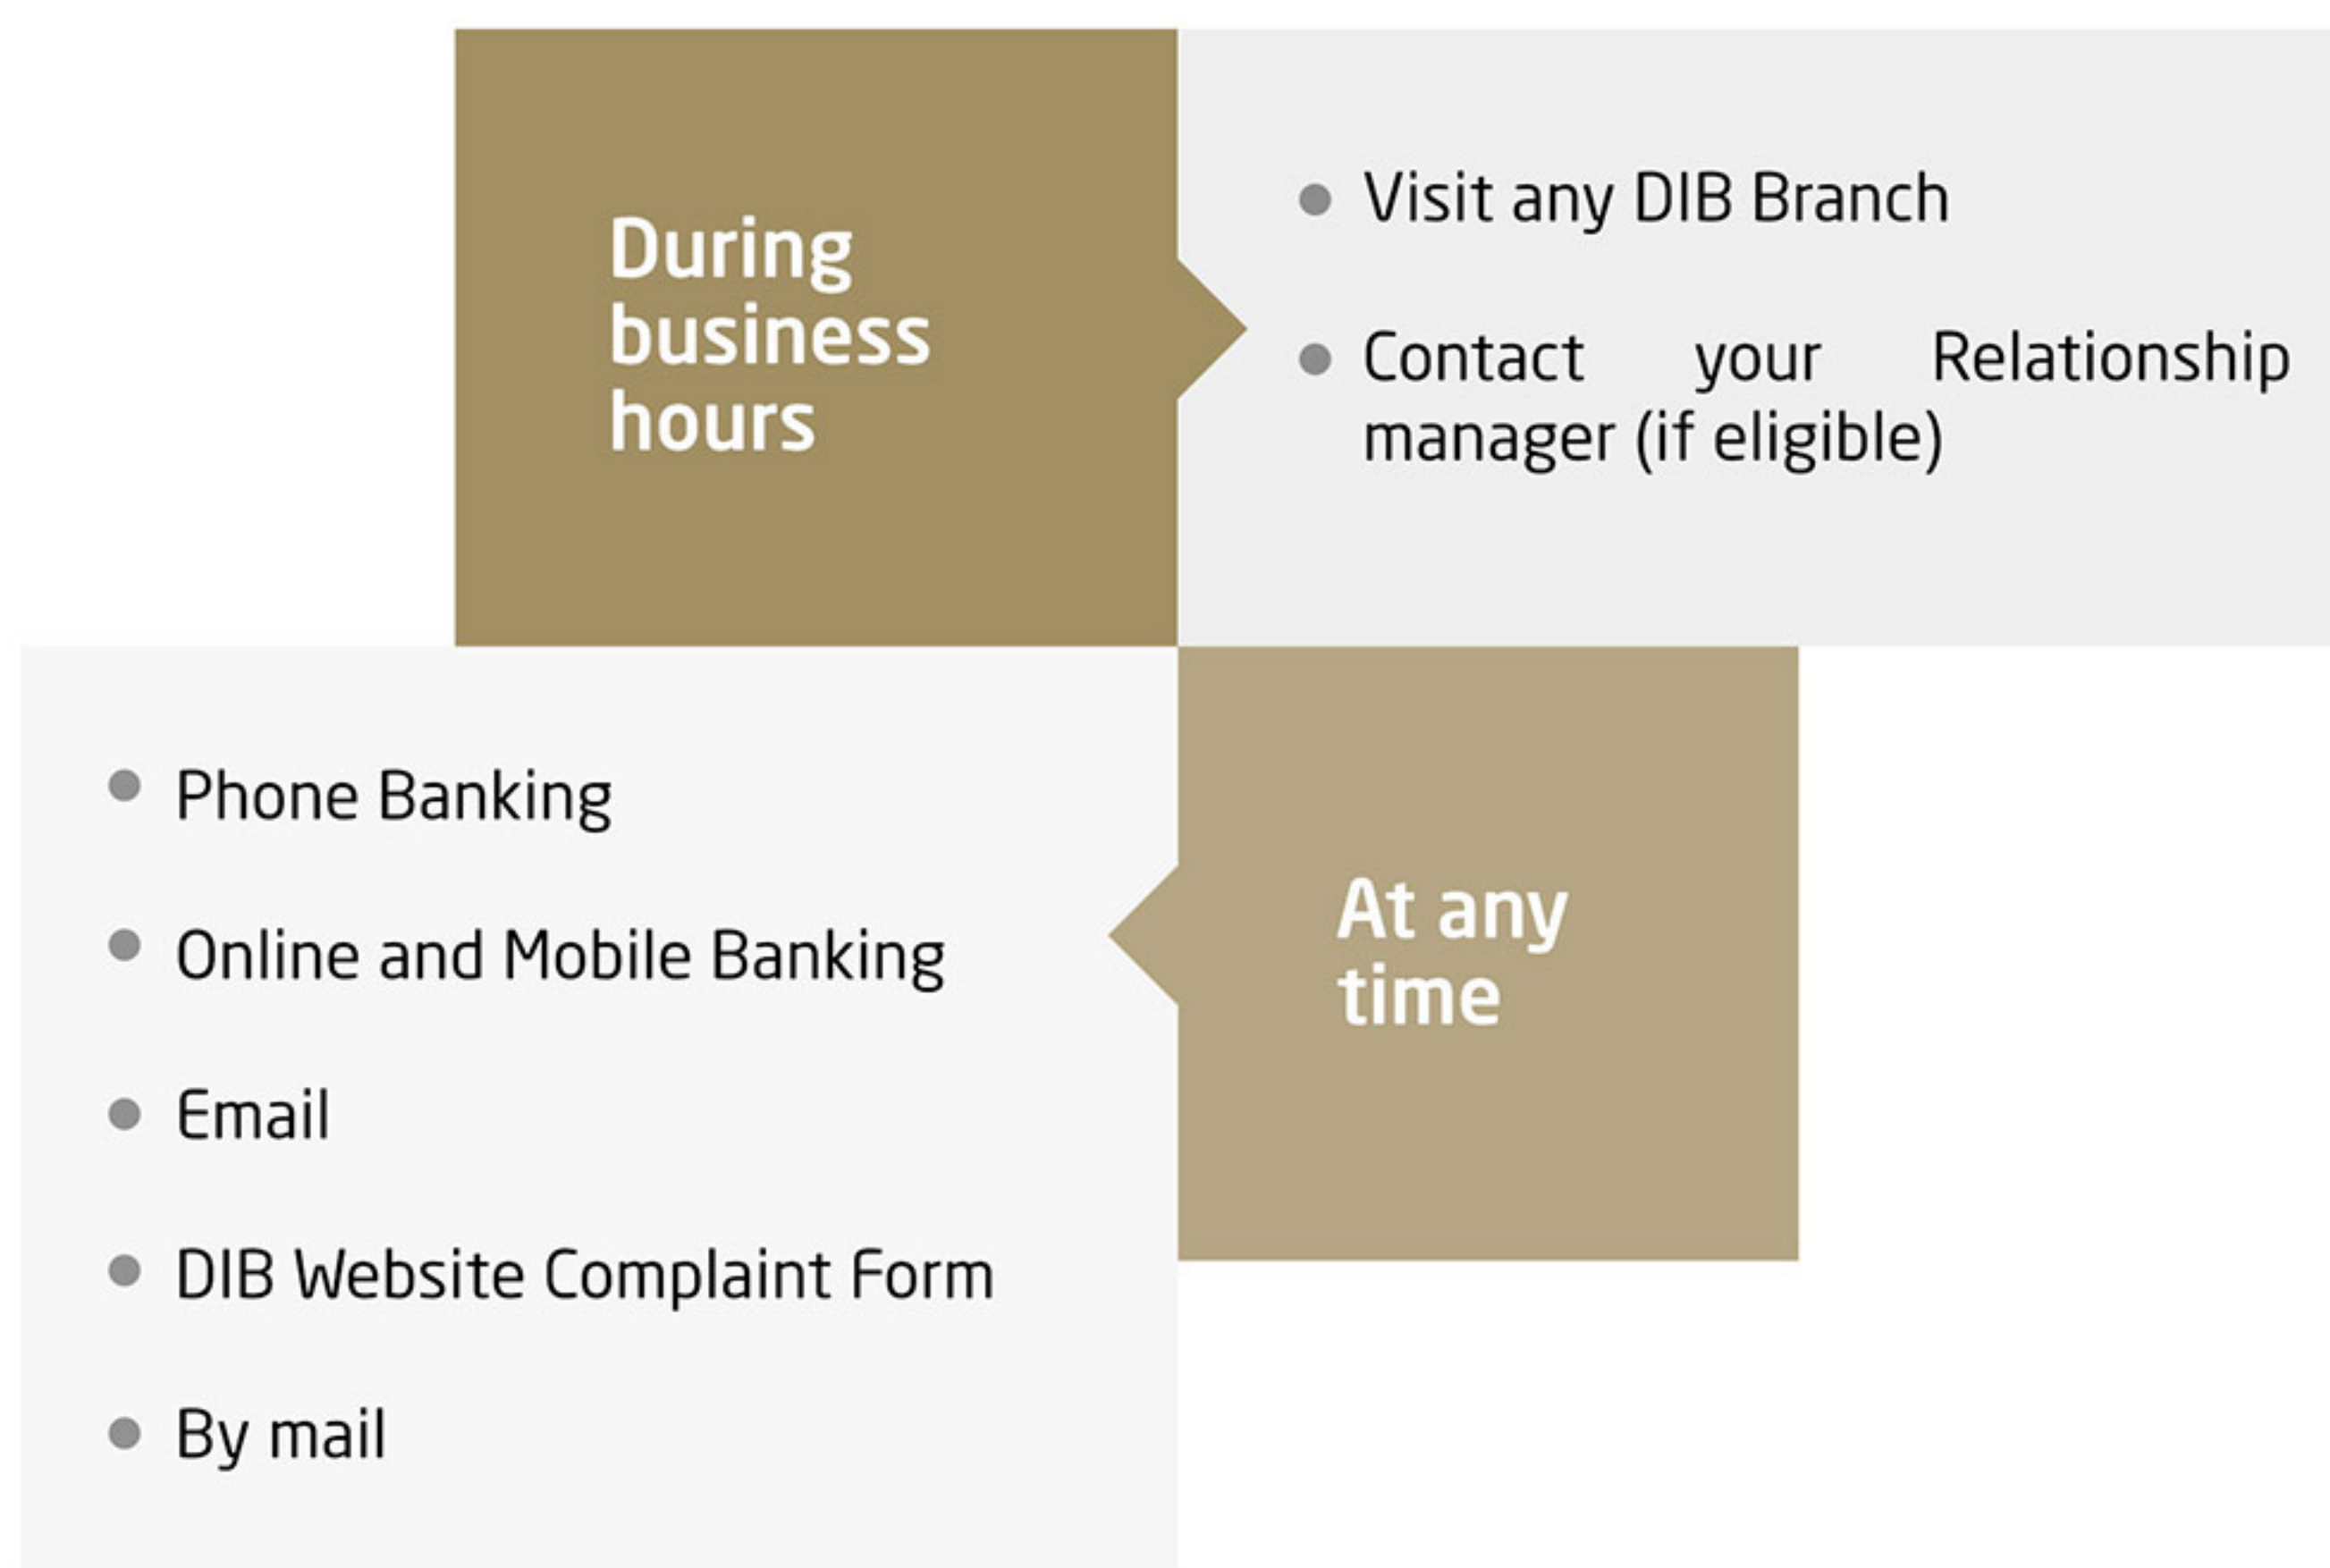 During
business
hours
Visit any DIB Branch
Contact your Relationship
manager (if eligible)
Phone Banking
Online and Mobile Banking
Email
DIB Website Complaint Form
By mail
At any
time